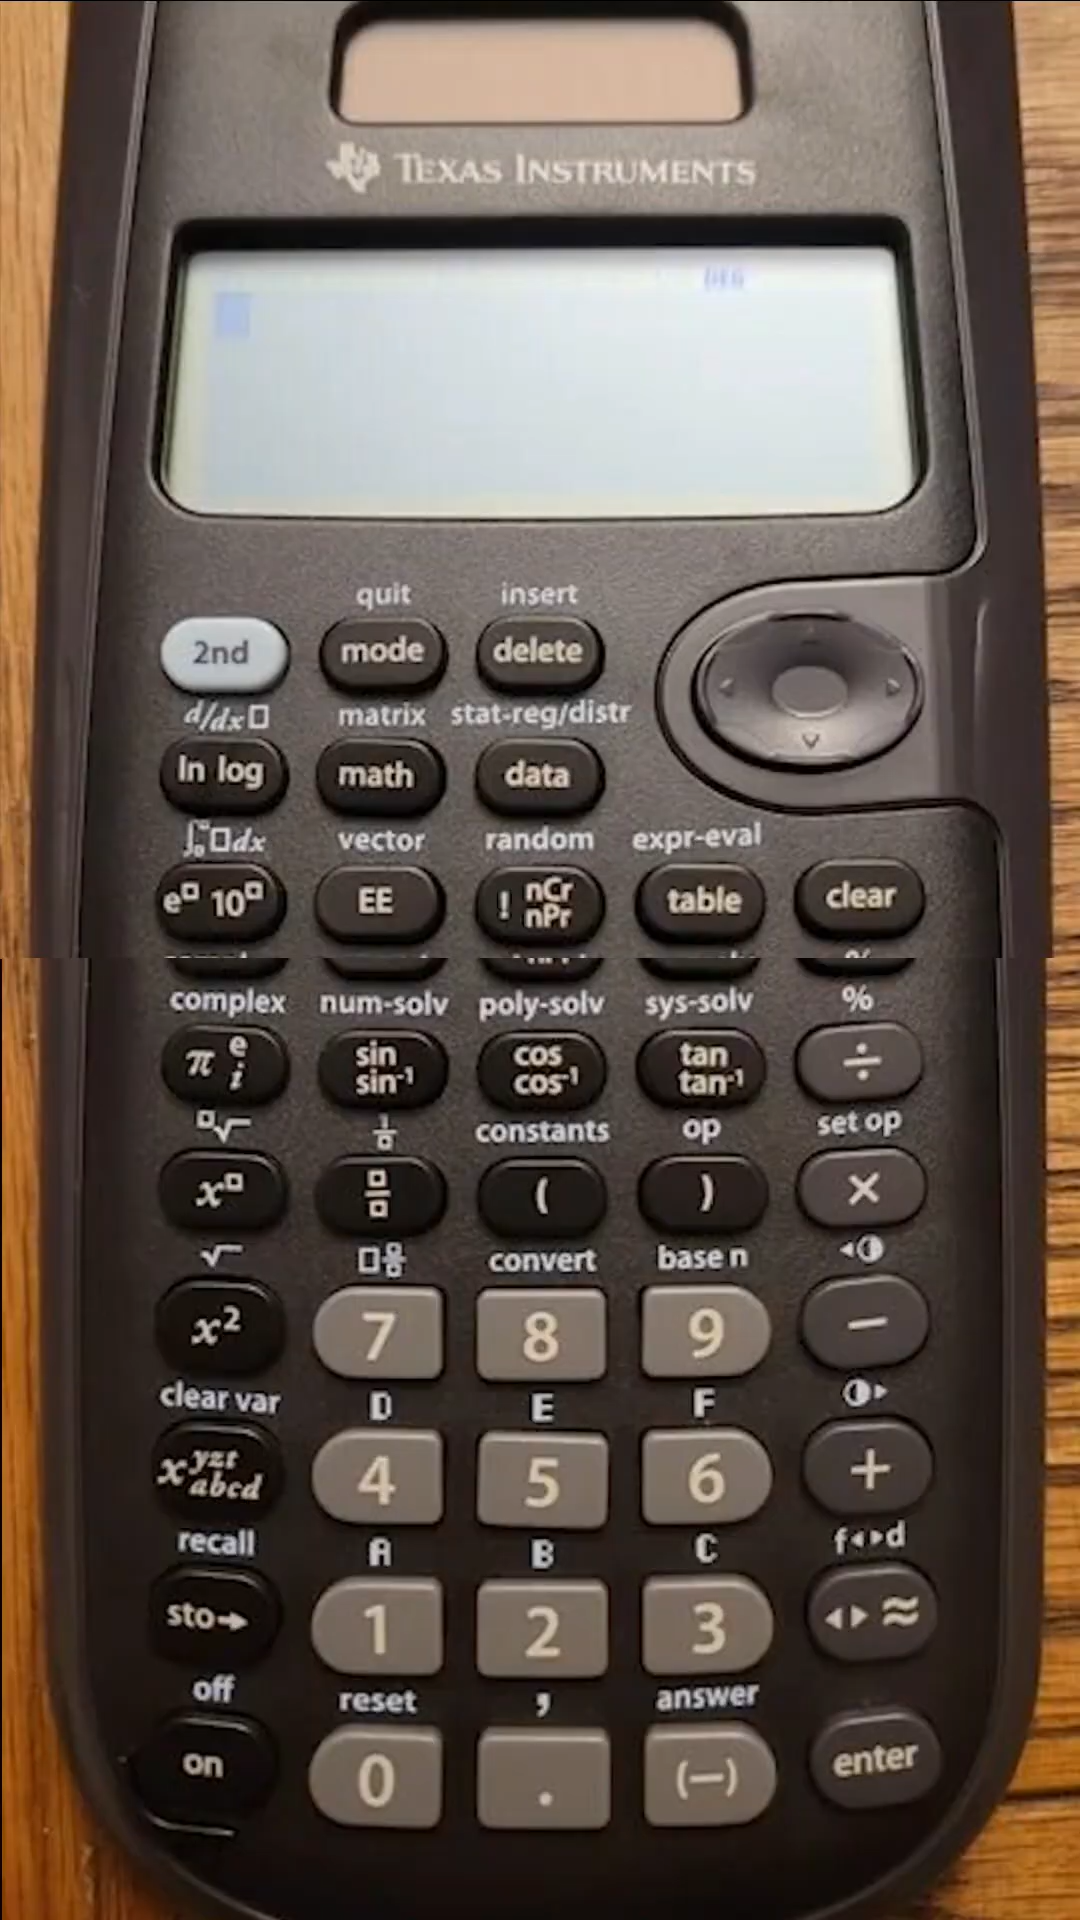 TEXAS INSTRUMENTS
DEG
quit insert
2nd mode delete
d/dx□ matrix stat-reg/distr
ln log math data
∫□dx vector random expr-eval
e□ 10□ EE ! nCr nPr table clear
complex num-solv poly-solv sys-solv %
π e i sin sin-1 cos cos-1 tan tan-1 ÷
□√ 1/□ constants op set op
x□ □/□ ( ) ×
√ □□/□ convert base n ◂◑
x² 7 8 9 −
clear var D E F ◑▸
x yzt abcd 4 5 6 +
recall A B C f◂▸d
sto→ 1 2 3 ◂▸ ≈
off reset , answer
on 0 . (−) enter